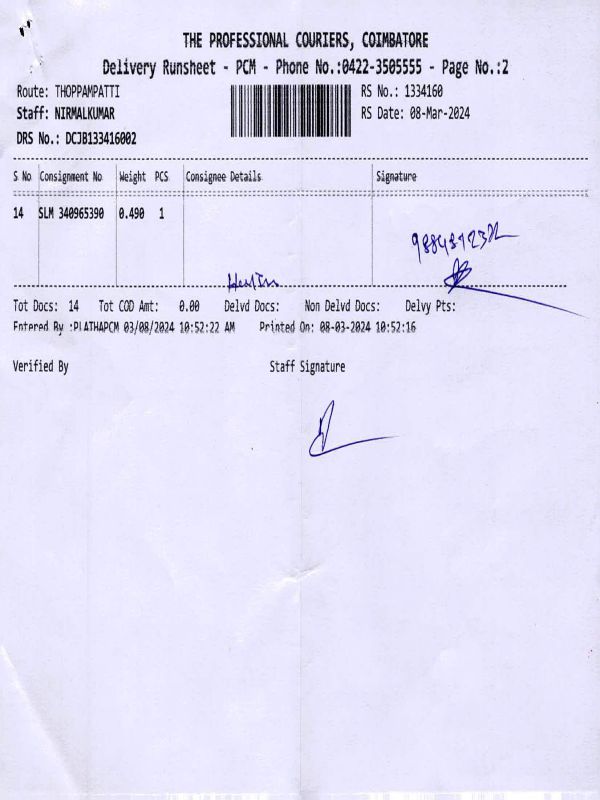 THE PROFESSIONAL COURIERS, COIMBATORE
Delivery Runsheet - PCM - Phone No.:0422-3505555 - Page No.:2
Route: THOPPAMPATTI
RS No.: 1334160
Staff: NIRMALKUMAR
RS Date: 08-Mar-2024
DRS No.: DCJB133416002
S No Consignment No Weight PCS Consignee Details Signature
14 SLM 340965390 0.490 1
Tot Docs: 14 Tot COD Amt: 0.00 Delvd Docs: Non Delvd Docs: Delvy Pts:
Entered By :PLATHAPCM 03/08/2024 10:52:22 AM Printed On: 08-03-2024 10:52:16
Verified By Staff Signature